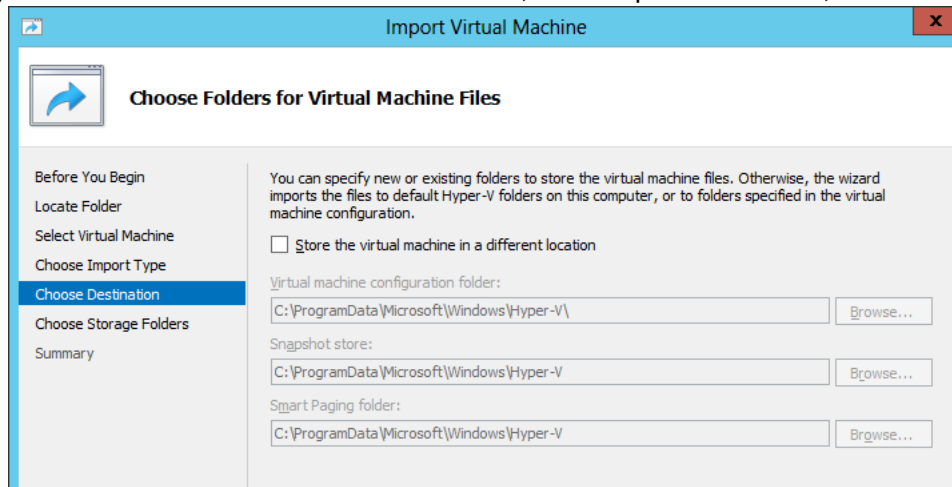 Import Virtual Machine
x
Choose Folders for Virtual Machine Files
Before You Begin
Locate Folder
Select Virtual Machine
Choose Import Type
Choose Destination
Choose Storage Folders
Summary
You can specify new or existing folders to store the virtual machine files. Otherwise, the wizard
imports the files to default Hyper-V folders on this computer, or to folders specified in the virtual
machine configuration.
Store the virtual machine in a different location
Virtual machine configuration folder:
C:\ProgramData\Microsoft\Windows\Hyper-V\
Browse...
Snapshot store:
C:\ProgramData\Microsoft\Windows\Hyper-V
Browse...
Smart Paging folder:
C:\ProgramData\Microsoft\Windows\Hyper-V
Browse...